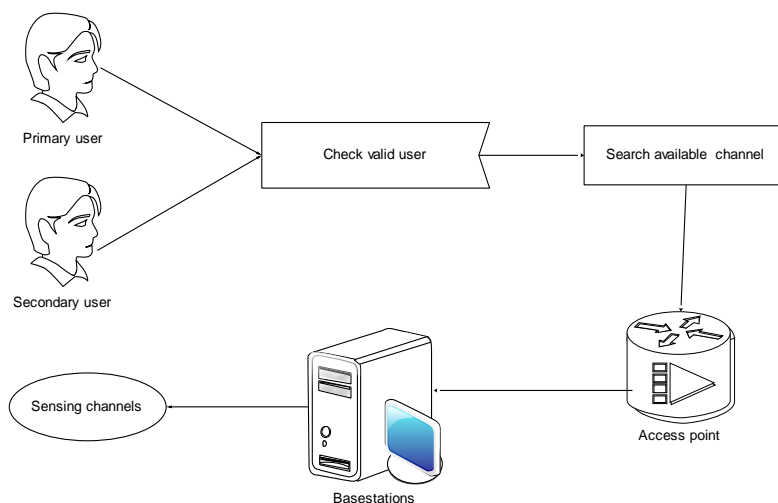 Primary user
Check valid user
Search available channel
Secondary user
Sensing channels
Access point
Basestations